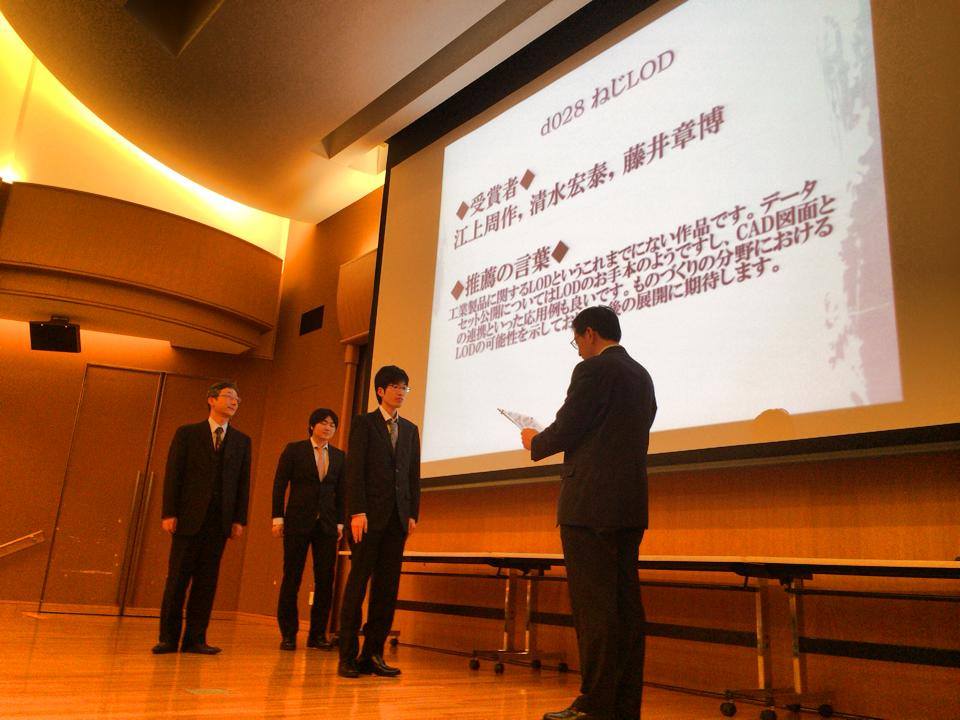 d028 ねじLOD
◆受賞者◆
江上周作, 清水宏泰, 藤井章博
◆推薦の言葉◆
工業製品に関するLODというこれまでにない作品です。データ
セット公開についてはLODのお手本のようですし、CAD図面と
の連携といった応用例も良いです。ものづくりの分野における
LODの可能性を示してお 後の展開に期待します。